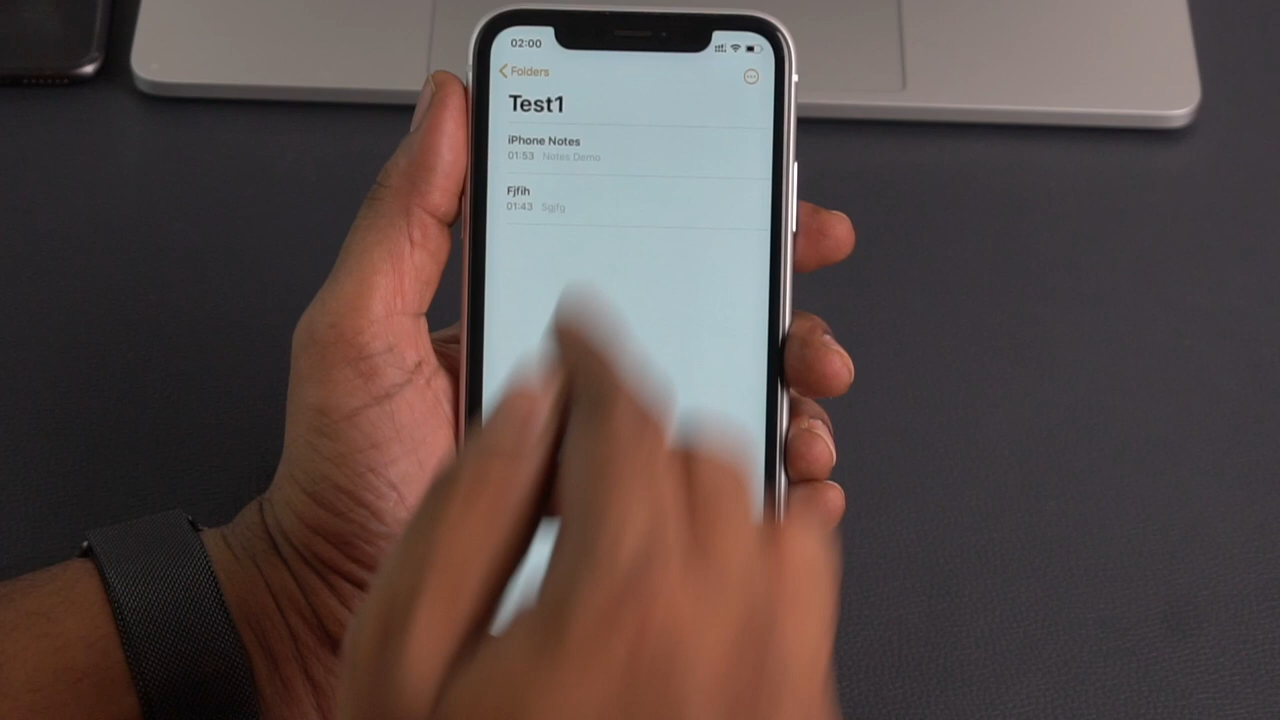 02:00
Folders
Test1
iPhone Notes
01:53 Notes Demo
Fjfih
01:43 Sgjfg